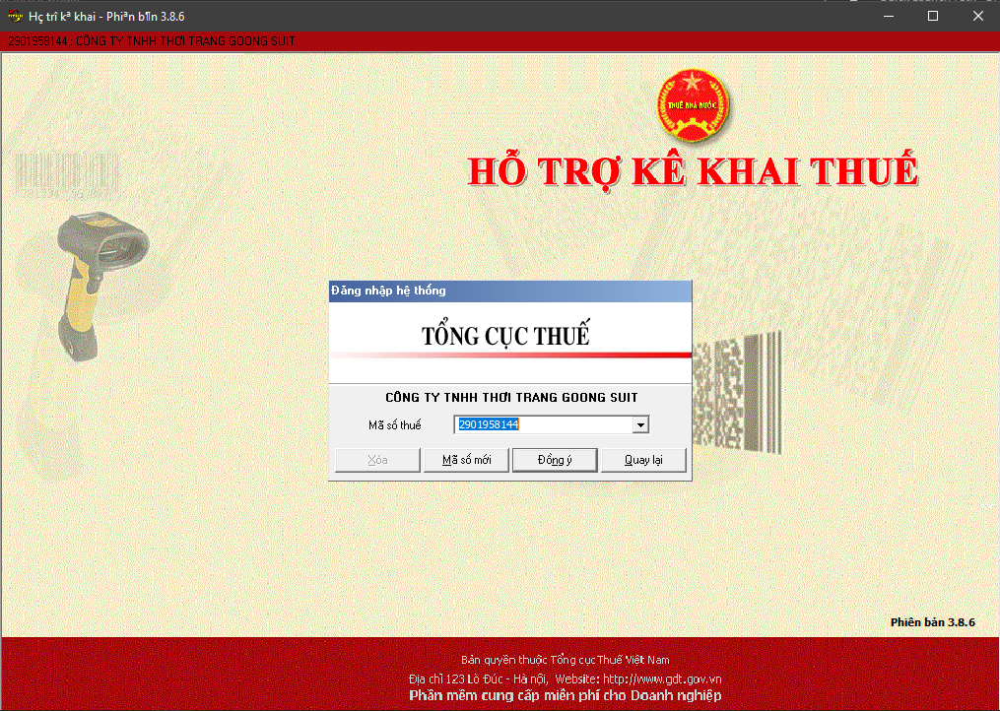 Hç trî kª khai - Phiªn b¶n 3.8.6
2901958144 : CÔNG TY TNHH THỜI TRANG GOONG SUIT
THUẾ NHÀ NƯỚC
HỖ TRỢ KÊ KHAI THUẾ
Đăng nhập hệ thống
TỔNG CỤC THUẾ
CÔNG TY TNHH THỜI TRANG GOONG SUIT
Mã số thuế 2901958144
Xóa Mã số mới Đồng ý Quay lại
Phiên bản 3.8.6
Bản quyền thuộc Tổng cục Thuế Việt Nam
Địa chỉ 123 Lò Đúc - Hà nội, Website: http://www.gdt.gov.vn
Phần mềm cung cấp miễn phí cho Doanh nghiệp